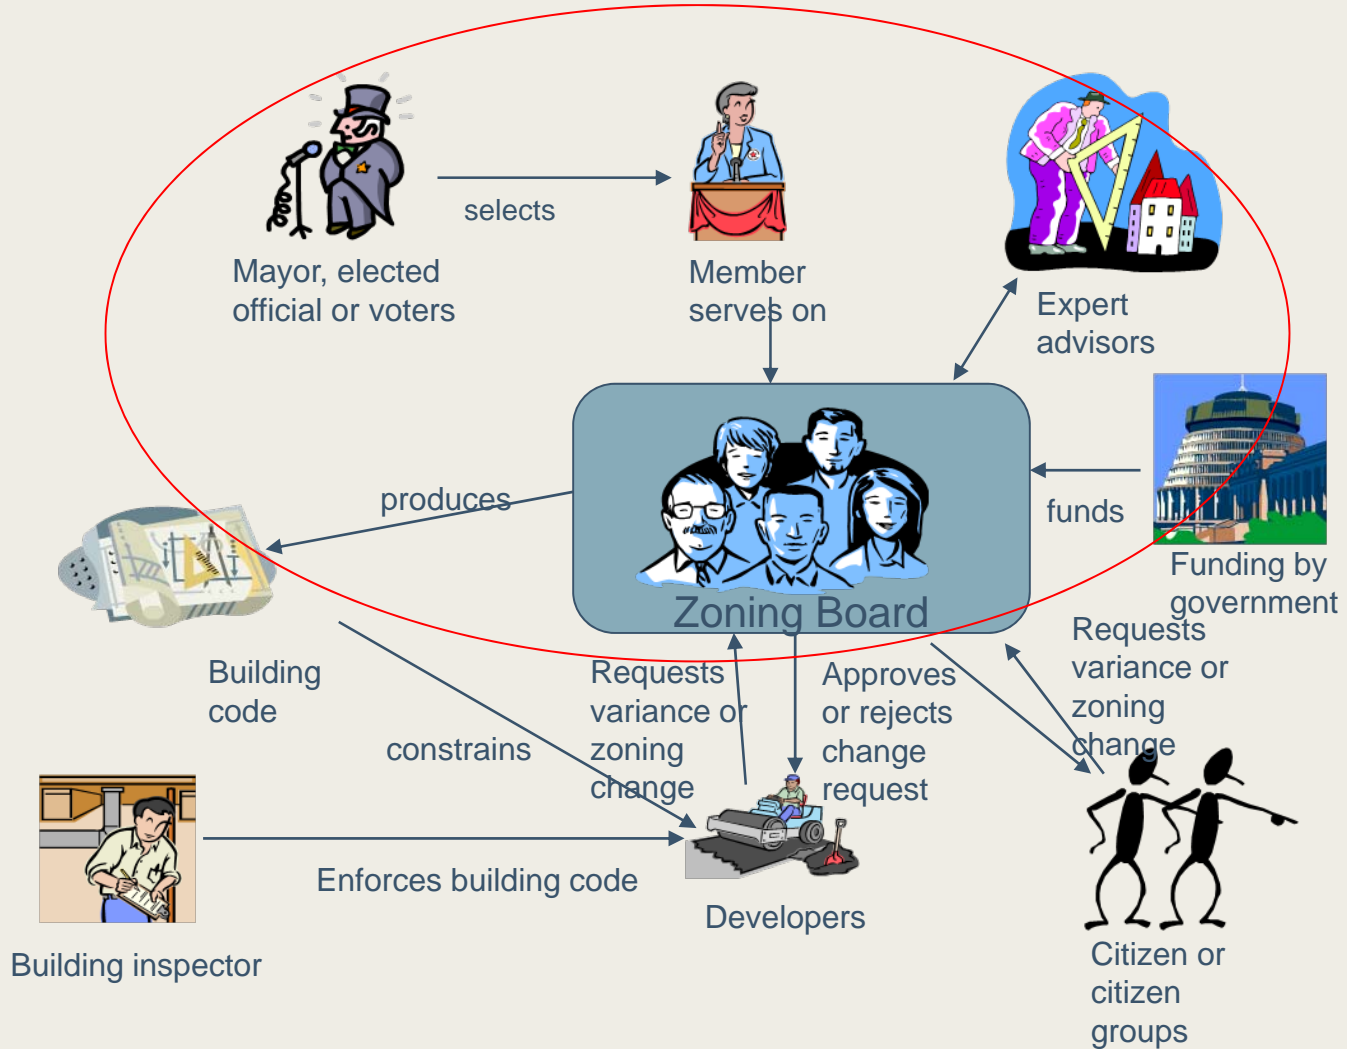 selects
Mayor, elected
official or voters
Member
serves on
Expert
advisors
produces
funds
Zoning Board
Funding by
government
Building
code
constrains
Requests
variance or
zoning
change
Approves
or rejects
change
request
Requests
variance or
zoning
change
Enforces building code
Developers
Building inspector
Citizen or
citizen
groups